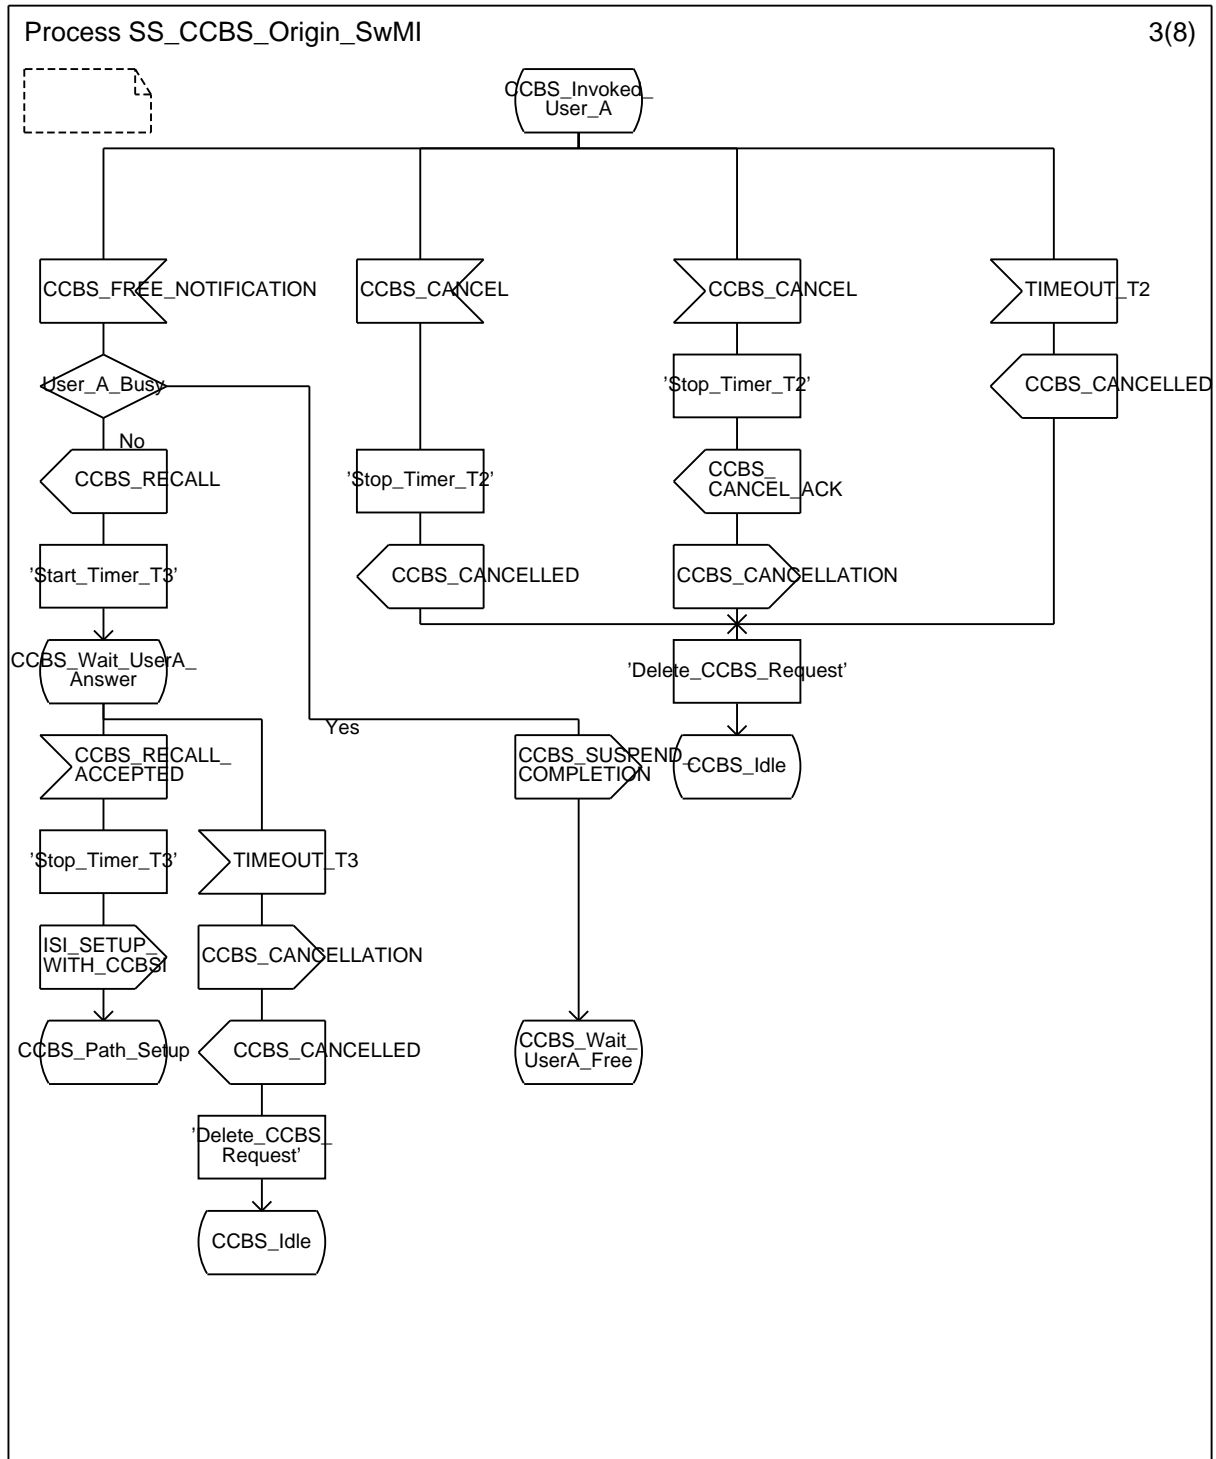 Process SS_CCBS_Origin_SwMI
3(8)
CCBS_Invoked_
User_A
CCBS_FREE_NOTIFICATION
CCBS_CANCEL
CCBS_CANCEL
TIMEOUT_T2
User_A_Busy
'Stop_Timer_T2'
CCBS_CANCELLED
No
CCBS_RECALL
'Stop_Timer_T2'
CCBS_
CANCEL_ACK
'Start_Timer_T3'
CCBS_CANCELLED
CCBS_CANCELLATION
CCBS_Wait_UserA_
Answer
'Delete_CCBS_Request'
Yes
CCBS_RECALL_
ACCEPTED
CCBS_SUSPEND_
COMPLETION
CCBS_Idle
'Stop_Timer_T3'
TIMEOUT_T3
ISI_SETUP_
WITH_CCBSI
CCBS_CANCELLATION
CCBS_Path_Setup
CCBS_CANCELLED
CCBS_Wait_
UserA_Free
'Delete_CCBS_
Request'
CCBS_Idle